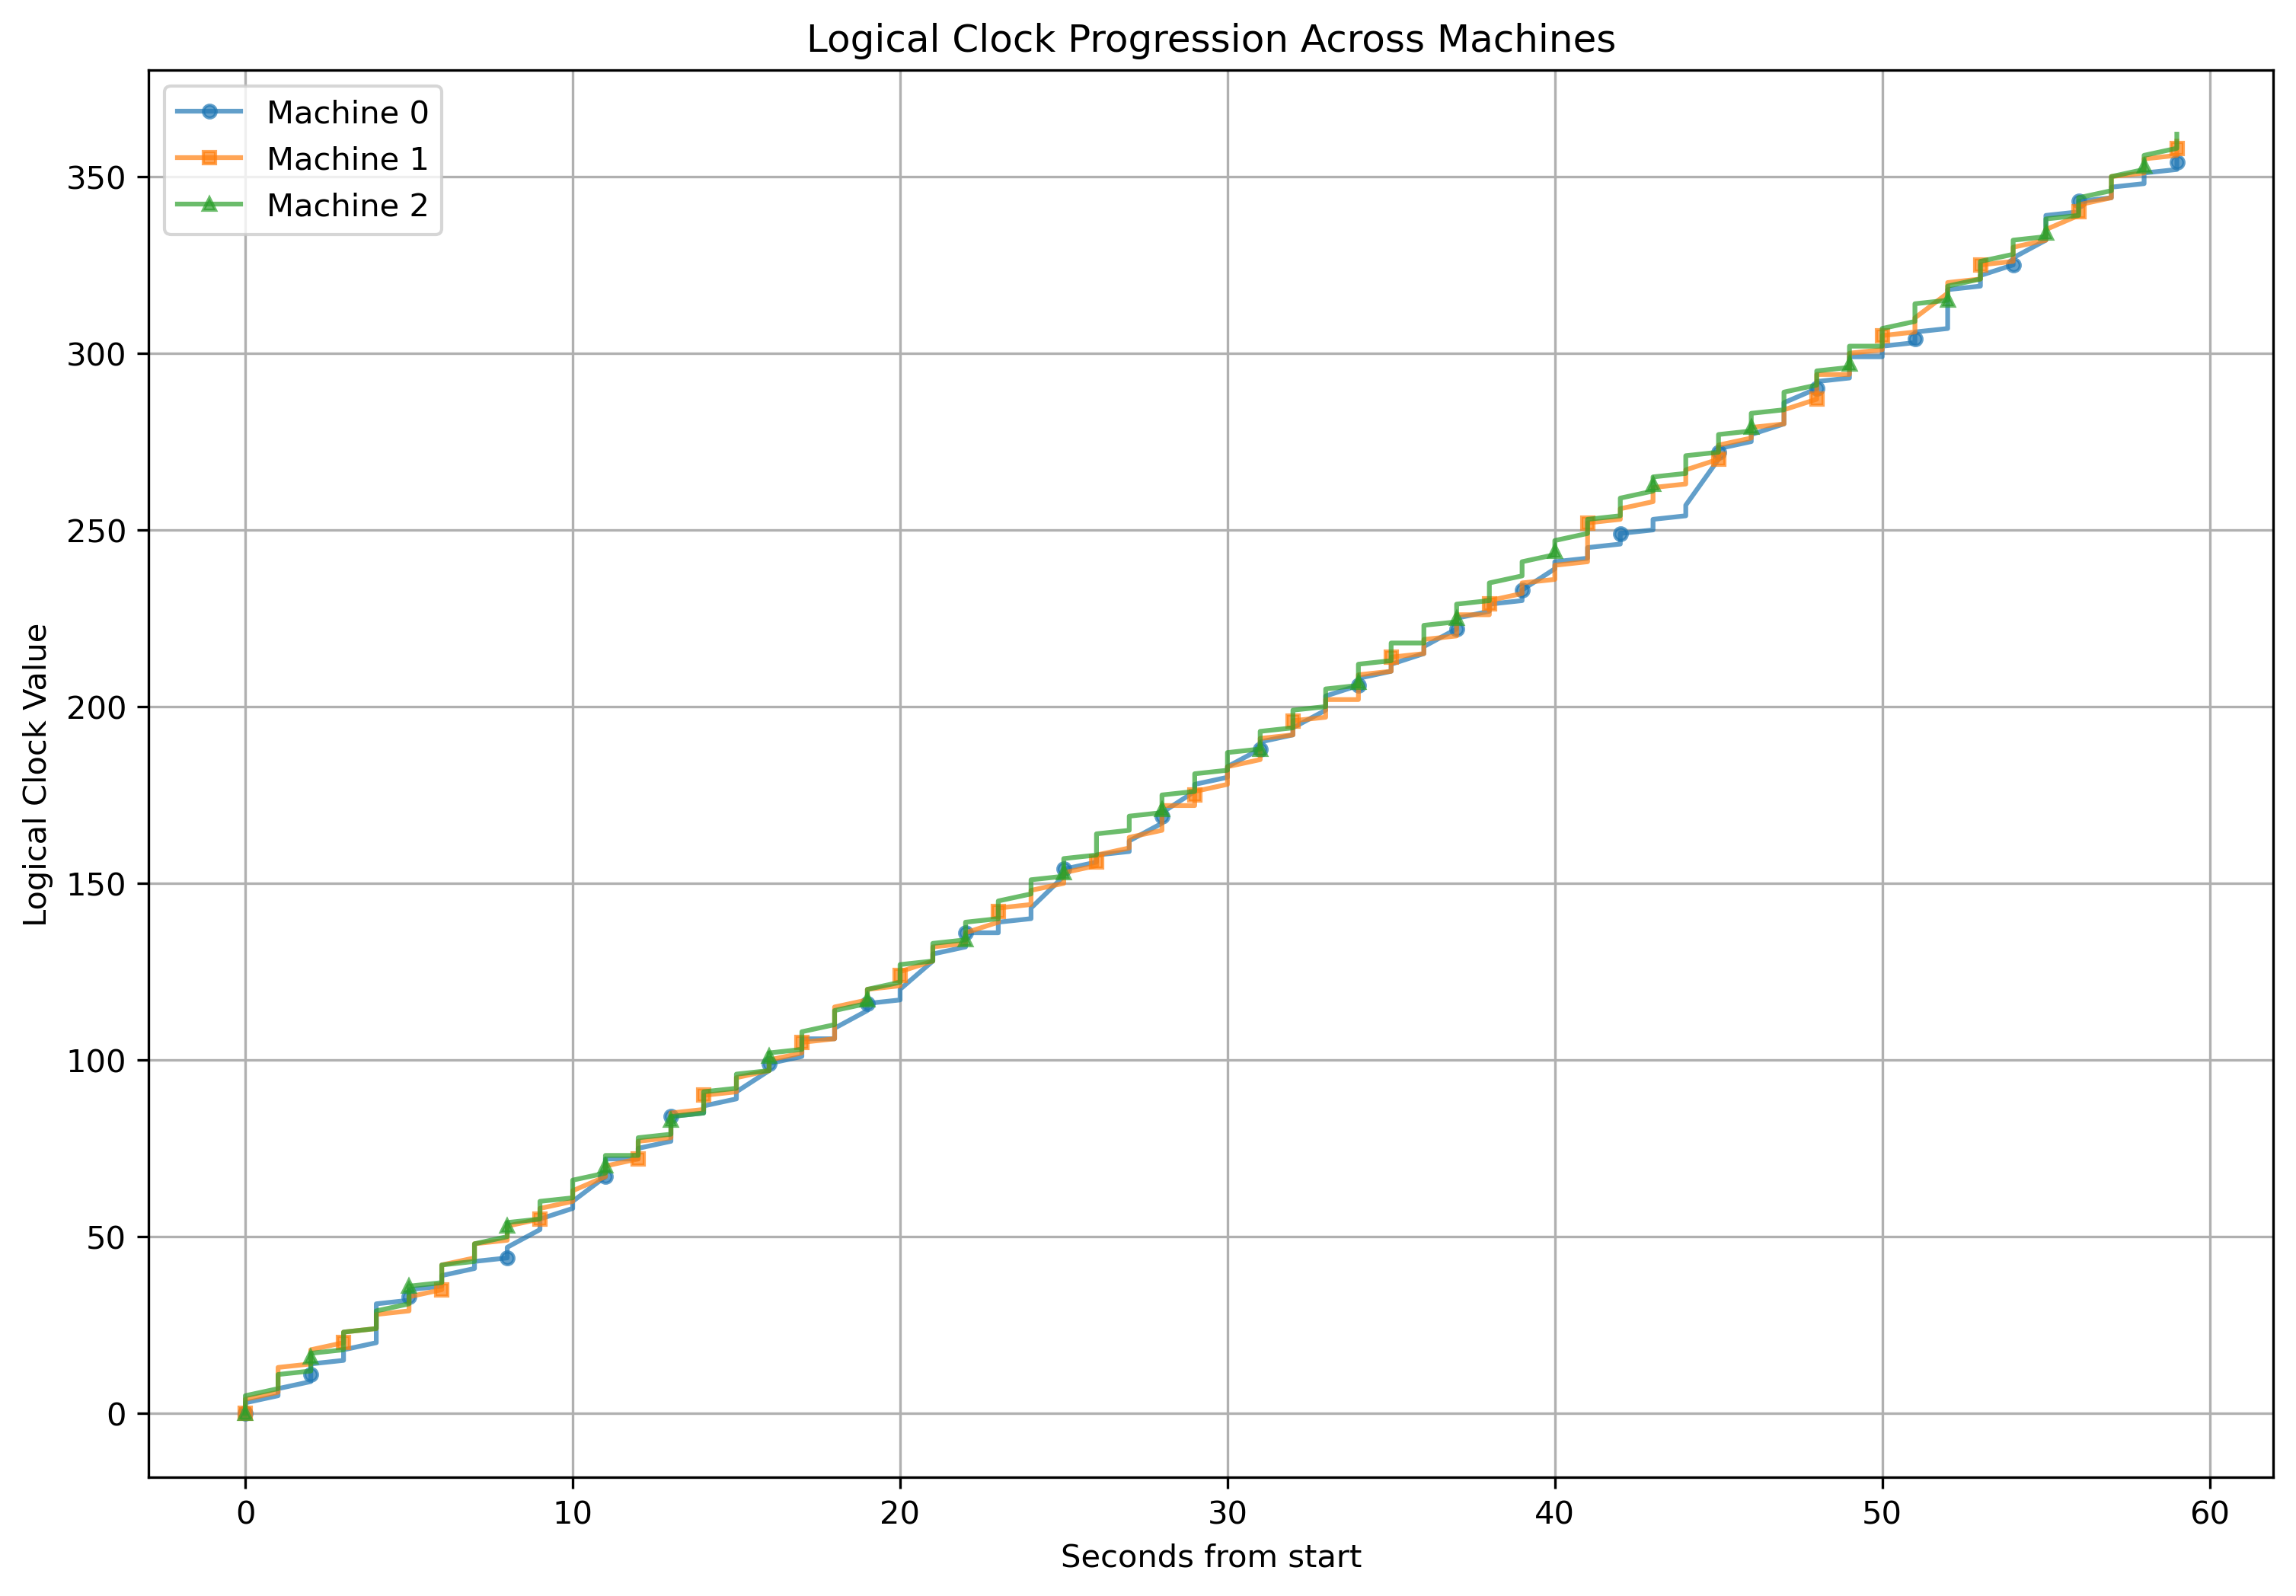 Logical Clock Progression Across Machines
Machine 0
Machine 1
Machine 2
Logical Clock Value
350
300
250
200
150
100
50
0
0 10 20 30 40 50 60
Seconds from start